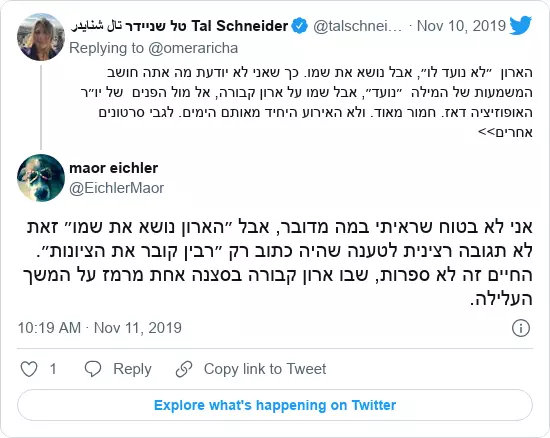 Tal Schneider טל שניידר تال شنايدر @talschnei... · Nov 10, 2019
Replying to @omeraricha
הארון  ״לא נועד לו״, אבל נושא את שמו. כך שאני לא יודעת מה אתה חושב
המשמעות של המילה  ״נועד״, אבל שמו על ארון קבורה, אל מול הפנים  של יו״ר
האופוזיציה דאז. חמור מאוד. ולא האירוע היחיד מאותם הימים. לגבי סרטונים
אחרים>>
maor eichler
@EichlerMaor
אני לא בטוח שראיתי במה מדובר, אבל ״הארון נושא את שמו״ זאת
לא תגובה רצינית לטענה שהיה כתוב רק ״רבין קובר את הציונות״.
החיים זה לא ספרות, שבו ארון קבורה בסצנה אחת מרמז על המשך
העלילה.
10:19 AM · Nov 11, 2019
1 Reply Copy link to Tweet
Explore what's happening on Twitter